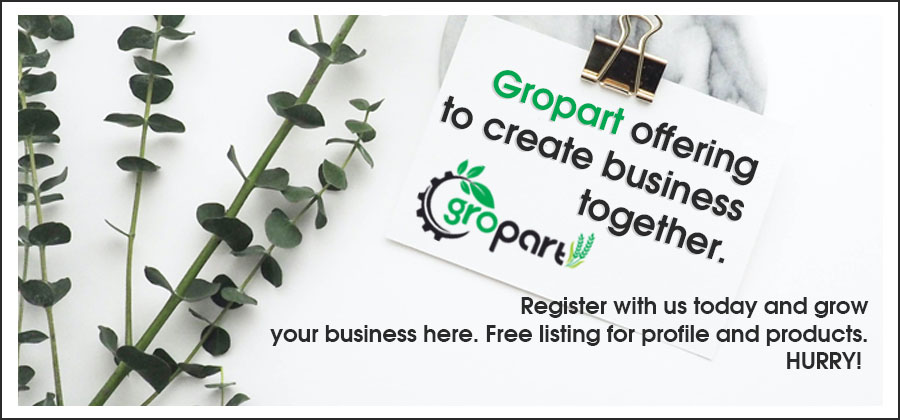 Gropart offering
to create business
together.
gropart
Register with us today and grow
your business here. Free listing for profile and products.
HURRY!